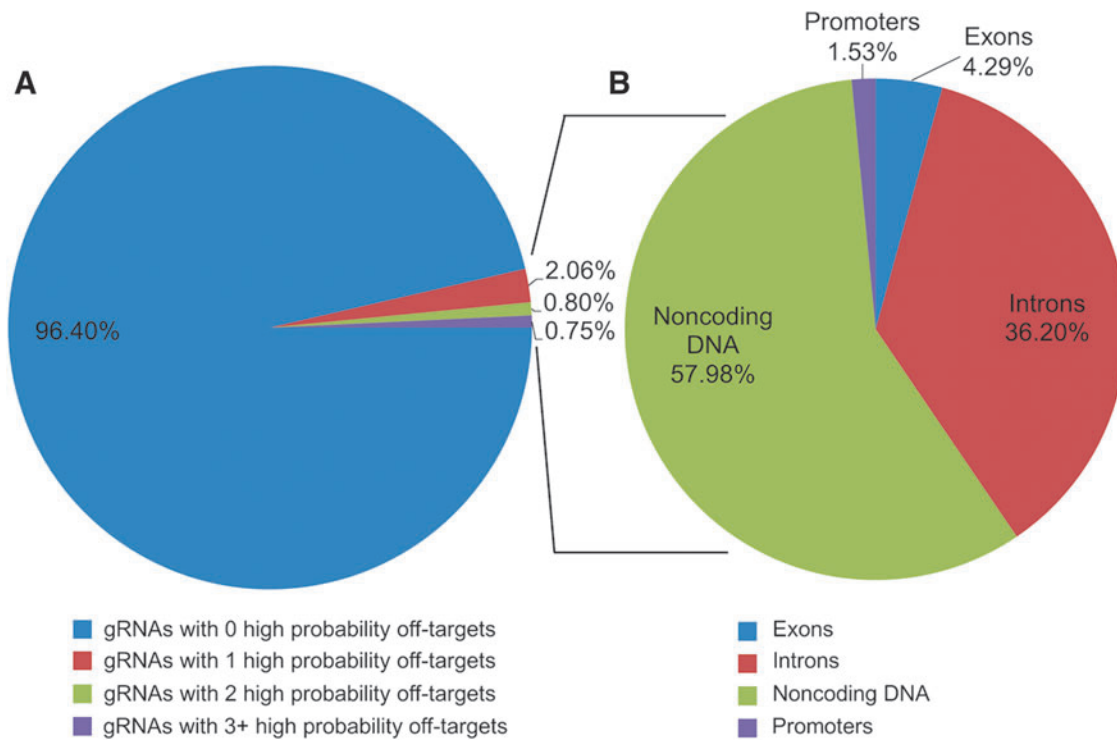 A
96.40%
2.06%
0.80%
0.75%
gRNAs with 0 high probability off-targets
gRNAs with 1 high probability off-targets
gRNAs with 2 high probability off-targets
gRNAs with 3+ high probability off-targets
B
Promoters
1.53%
Exons
4.29%
Introns
36.20%
Noncoding
DNA
57.98%
Exons
Introns
Noncoding DNA
Promoters